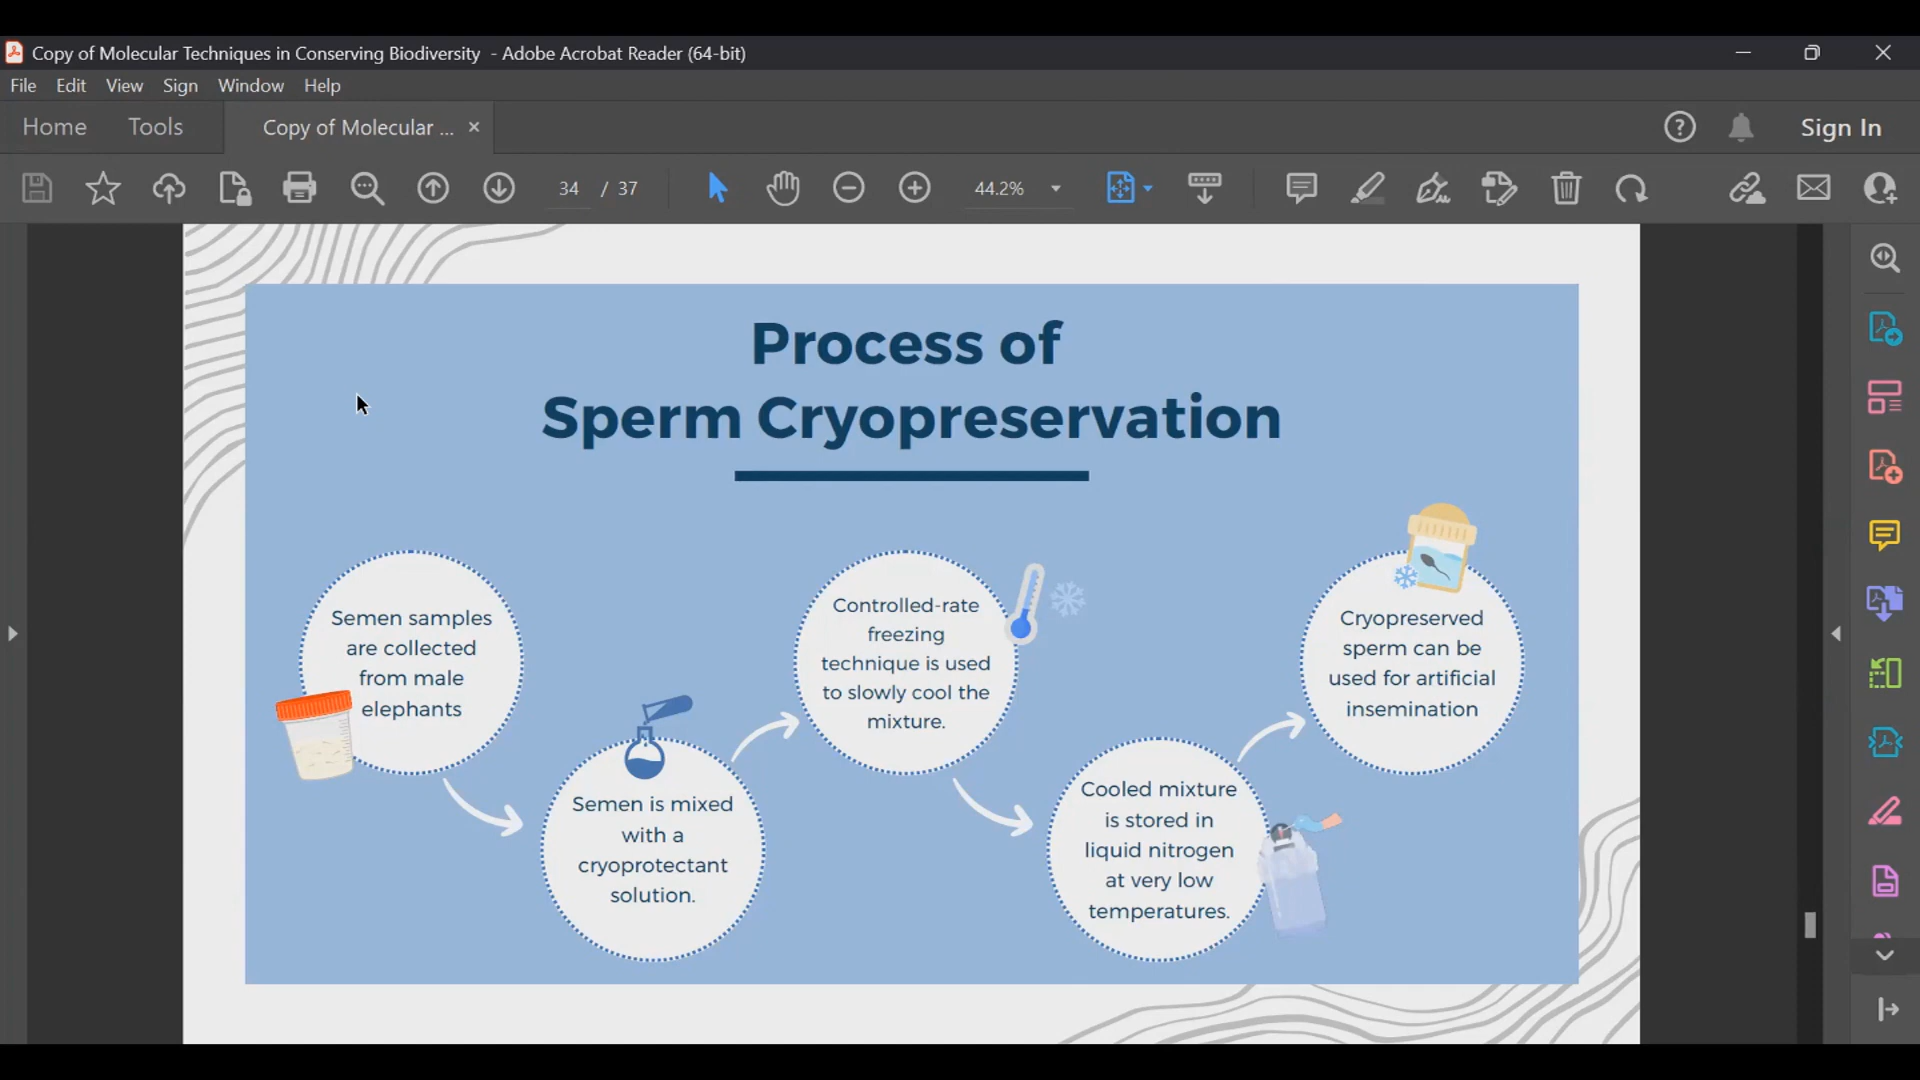 Copy of Molecular Techniques in Conserving Biodiversity - Adobe Acrobat Reader (64-bit)
File Edit View Sign Window Help
Home Tools Copy of Molecular ... Sign In
34 / 37 44.2%
Process of
Sperm Cryopreservation
Semen samples
are collected
from male
elephants
Semen is mixed
with a
cryoprotectant
solution.
Controlled-rate
freezing
technique is used
to slowly cool the
mixture.
Cooled mixture
is stored in
liquid nitrogen
at very low
temperatures.
Cryopreserved
sperm can be
used for artificial
insemination